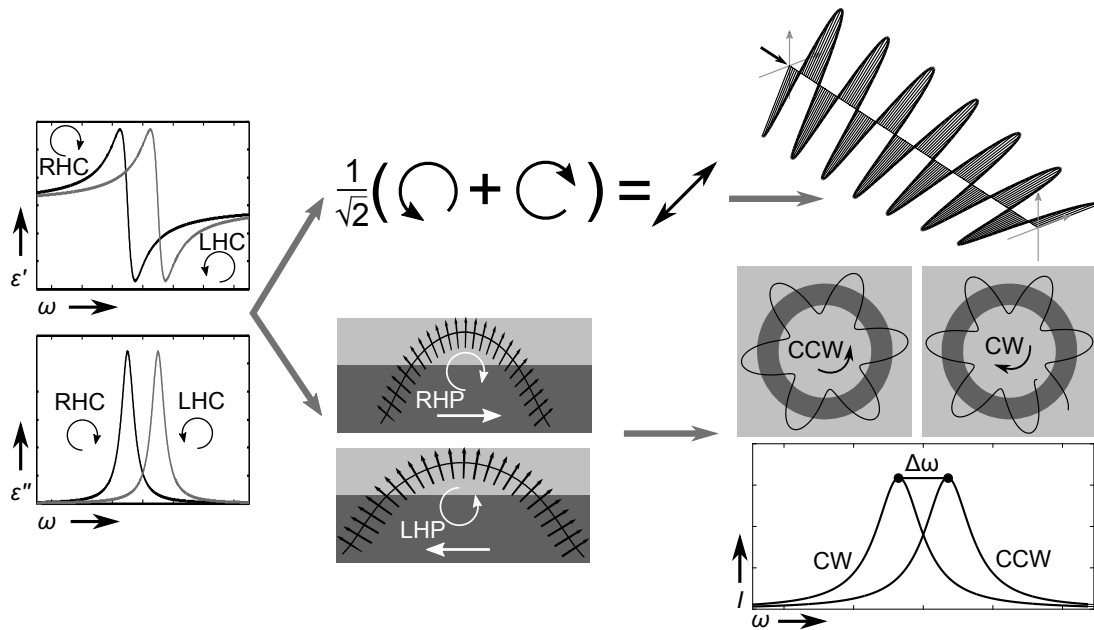 RHC
LHC
ε′
ω
RHC
LHC
ε″
ω
1/√2( + ) =
RHP
LHP
CCW
CW
Δω
CW
CCW
I
ω